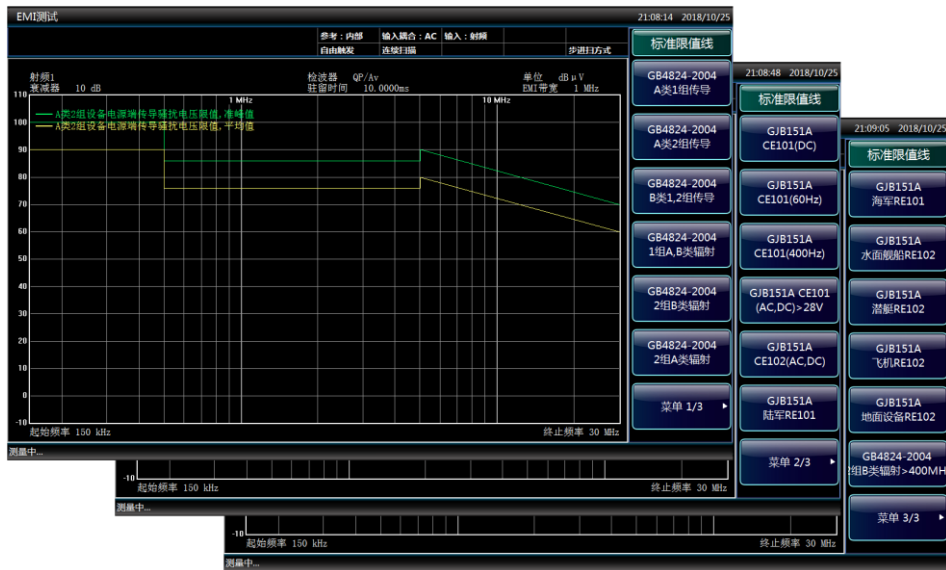 EMI测试
21:08:14 2018/10/25
参考：内部 输入耦合：AC 输入：射频
自由触发 连续扫描 步进扫方式
射频1 检波器 QP/Av 单位 dBμV
衰减器 10 dB 驻留时间 10.0000ms EMI带宽 1 MHz
1 MHz 10 MHz
A类2组设备电源端传导骚扰电压限值,准峰值
A类2组设备电源端传导骚扰电压限值,平均值
110
100
90
80
70
60
50
40
30
20
10
0
-10
起始频率 150 kHz 终止频率 30 MHz
测量中...
标准限值线
GB4824-2004
A类1组传导
GB4824-2004
A类2组传导
GB4824-2004
B类1,2组传导
GB4824-2004
1组A,B类辐射
GB4824-2004
2组B类辐射
GB4824-2004
2组A类辐射
菜单 1/3
21:08:48 2018/10/25
标准限值线
GJB151A
CE101(DC)
GJB151A
CE101(60Hz)
GJB151A
CE101(400Hz)
GJB151A CE101
(AC,DC)>28V
GJB151A
CE102(AC,DC)
GJB151A
陆军RE101
菜单 2/3
-10
起始频率 150 kHz 终止频率 30 MHz
测量中...
21:09:05 2018/10/25
标准限值线
GJB151A
海军RE101
GJB151A
水面舰船RE102
GJB151A
潜艇RE102
GJB151A
飞机RE102
GJB151A
地面设备RE102
GB4824-2004
2组B类辐射>400MH
菜单 3/3
-10
起始频率 150 kHz 终止频率 30 MHz
测量中...